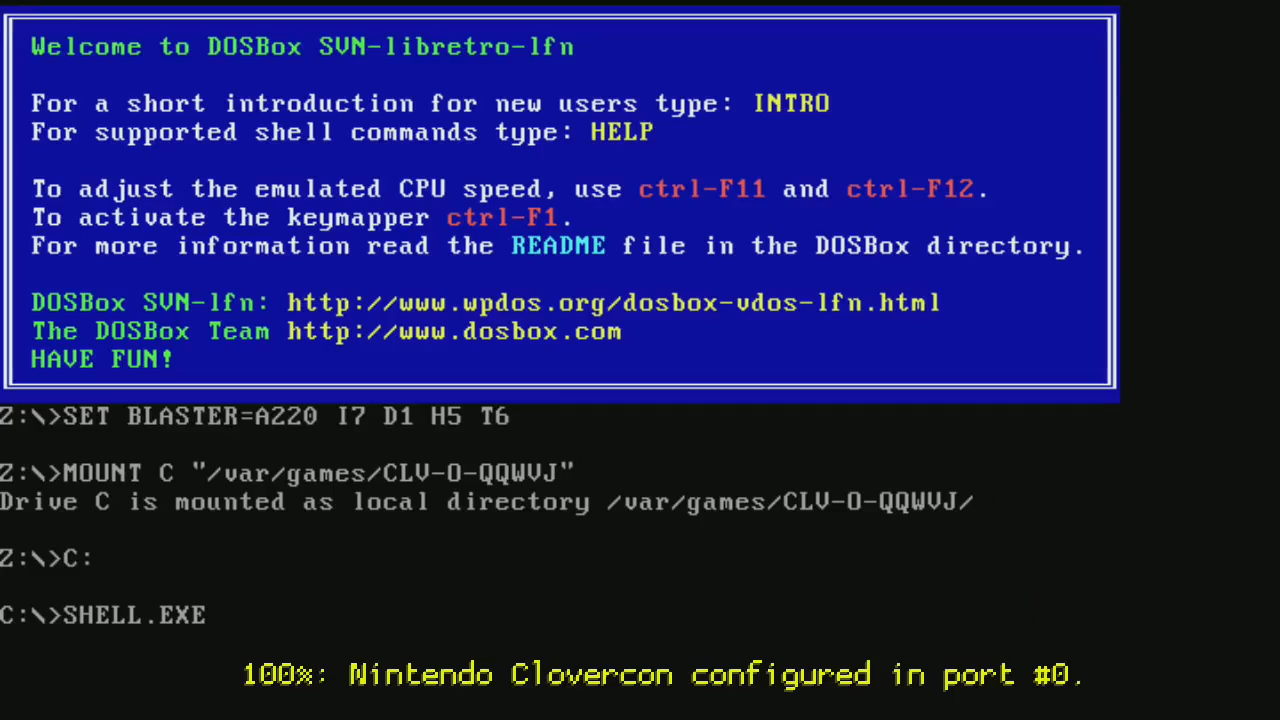 Welcome to DOSBox SVN-libretro-lfn
For a short introduction for new users type: INTRO
For supported shell commands type: HELP
To adjust the emulated CPU speed, use ctrl-F11 and ctrl-F12.
To activate the keymapper ctrl-F1.
For more information read the README file in the DOSBox directory.
DOSBox SVN-lfn: http://www.wpdos.org/dosbox-vdos-lfn.html
The DOSBox Team http://www.dosbox.com
HAVE FUN!
Z:\>SET BLASTER=A220 I7 D1 H5 T6
Z:\>MOUNT C "/var/games/CLV-O-QQWVJ"
Drive C is mounted as local directory /var/games/CLV-O-QQWVJ/
Z:\>C:
C:\>SHELL.EXE
100%: Nintendo Clovercon configured in port #0.